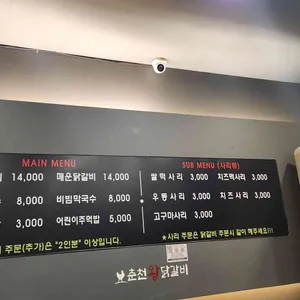 MAIN MENU
14,000 매운닭갈비 14,000
8,000 비빔막국수 8,000
3,000 어린이주먹밥 5,000
주문(추가)은 "2인분" 이상입니다.
SUB MENU (사리류)
쌀떡사리 3,000 치즈떡사리 3,000
우동사리 3,000 치즈사리 3,000
고구마사리 3,000
★사리 주문은 닭갈비 주문시 같이 해주세요!!!
춘천 닭갈비